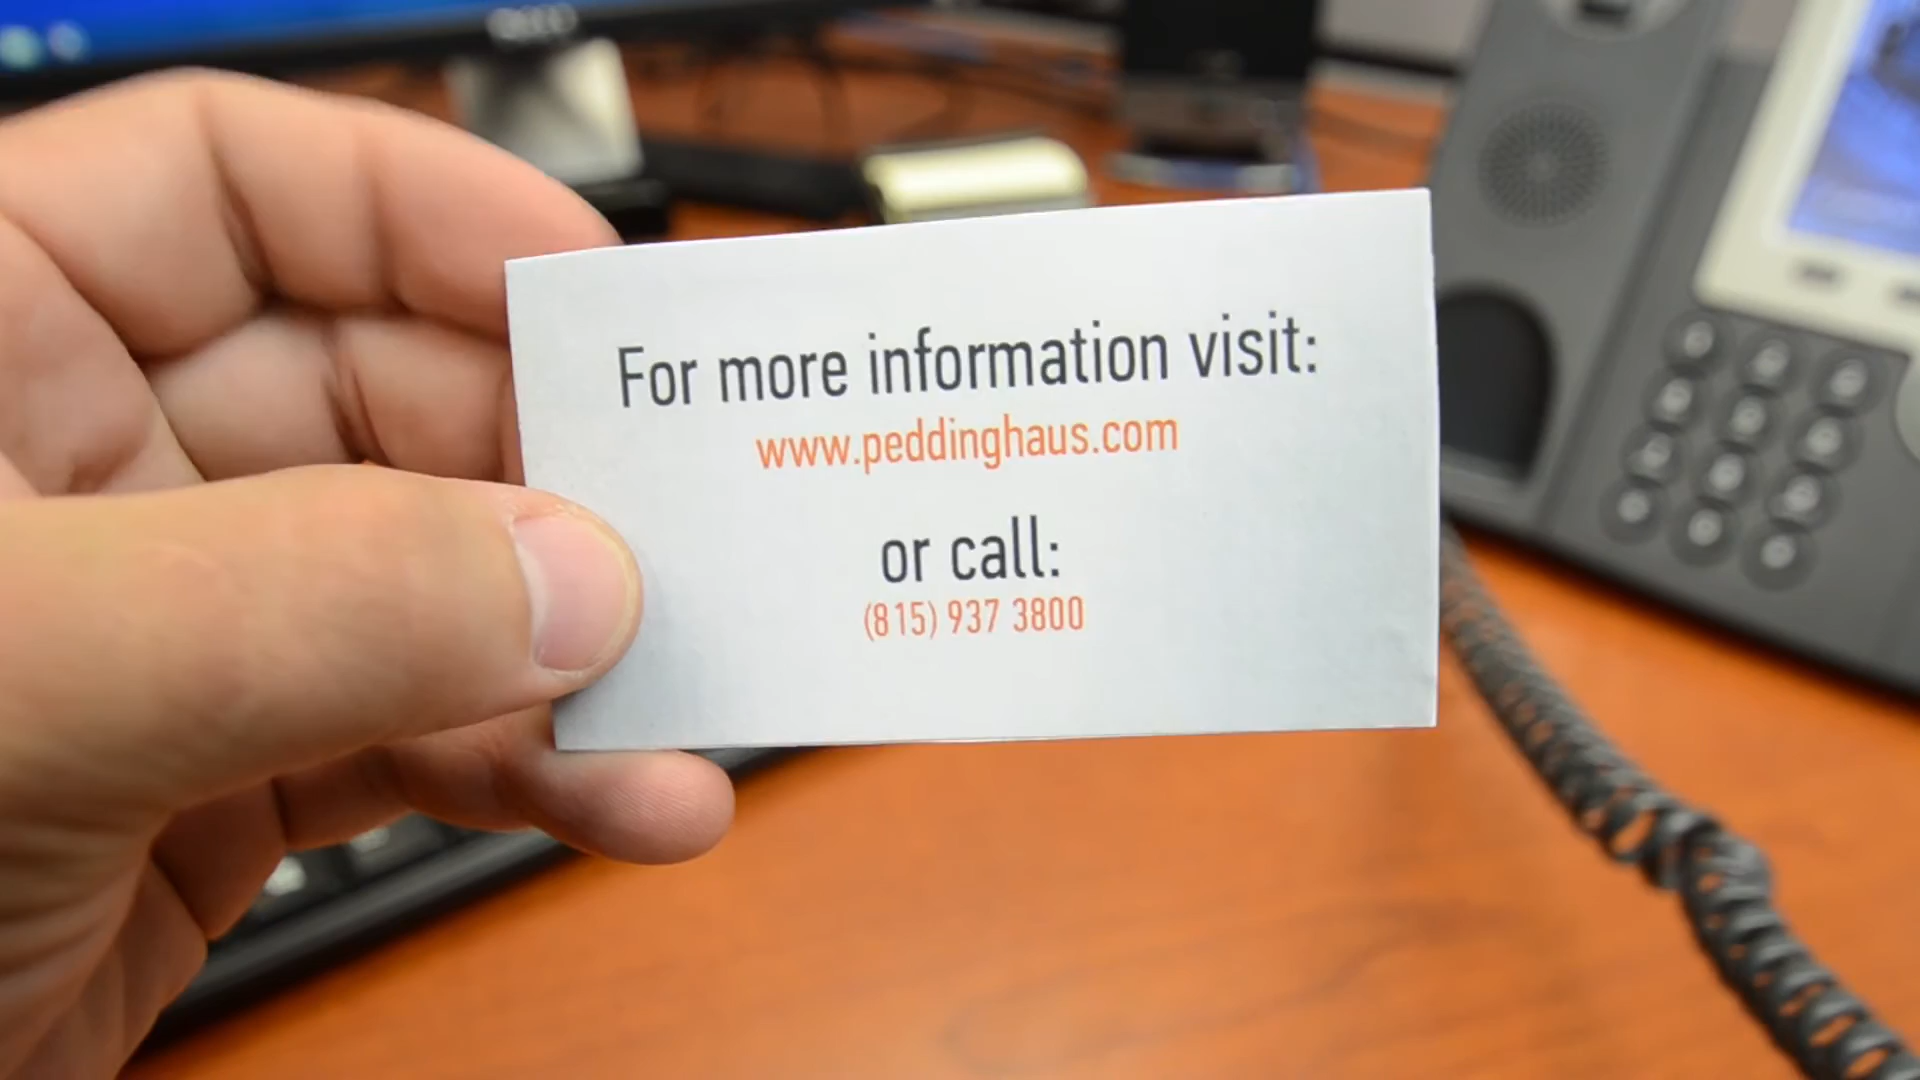 For more information visit:
www.peddinghaus.com
or call:
(815) 937 3800